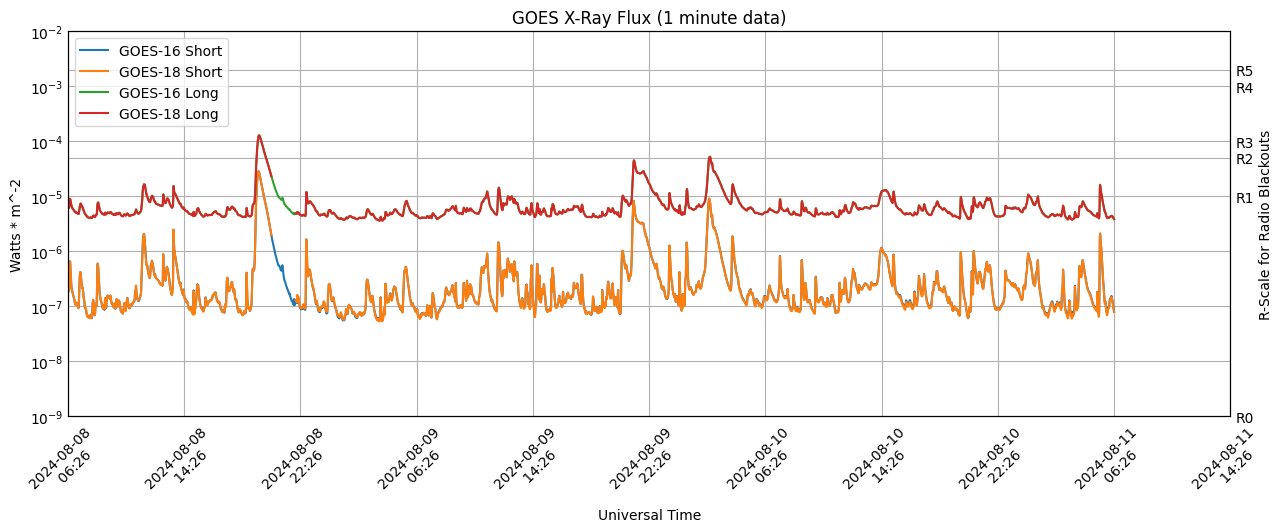 GOES X-Ray Flux (1 minute data)
GOES-16 Short
GOES-18 Short
GOES-16 Long
GOES-18 Long
Watts * m^-2
10⁻²
10⁻³
10⁻⁴
10⁻⁵
10⁻⁶
10⁻⁷
10⁻⁸
10⁻⁹
R5
R4
R3
R2
R1
R0
R-Scale for Radio Blackouts
2024-08-08
06:26
2024-08-08
14:26
2024-08-08
22:26
2024-08-09
06:26
2024-08-09
14:26
2024-08-09
22:26
2024-08-10
06:26
2024-08-10
14:26
2024-08-10
22:26
2024-08-11
06:26
2024-08-11
14:26
Universal Time